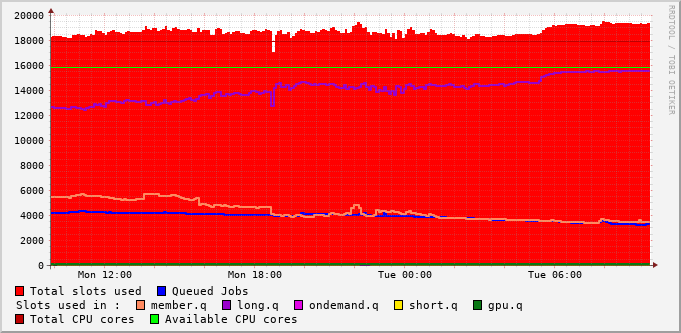 20000
18000
16000
14000
12000
10000
8000
6000
4000
2000
0
Mon 12:00 Mon 18:00 Tue 00:00 Tue 06:00
Total slots used Queued Jobs
Slots used in : member.q long.q ondemand.q short.q gpu.q
Total CPU cores Available CPU cores
RRDTOOL / TOBI OETIKER